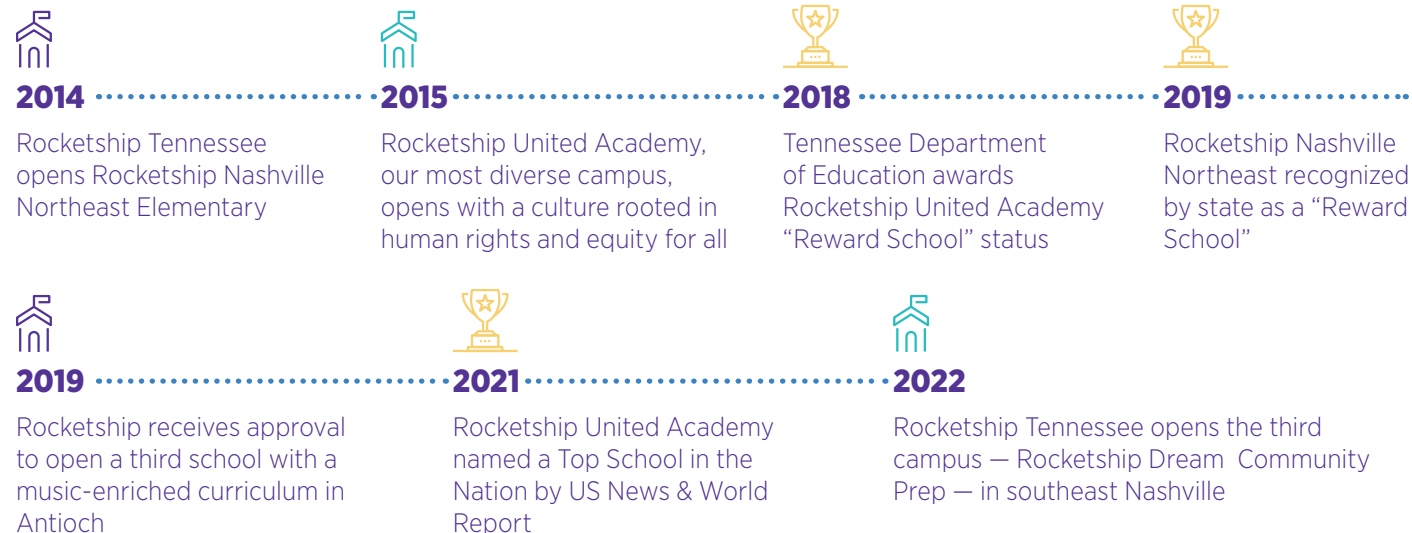 2014
Rocketship Tennessee
opens Rocketship Nashville
Northeast Elementary
2015
Rocketship United Academy,
our most diverse campus,
opens with a culture rooted in
human rights and equity for all
2018
Tennessee Department
of Education awards
Rocketship United Academy
“Reward School” status
2019
Rocketship Nashville
Northeast recognized
by state as a “Reward
School”
2019
Rocketship receives approval
to open a third school with a
music-enriched curriculum in
Antioch
2021
Rocketship United Academy
named a Top School in the
Nation by US News & World
Report
2022
Rocketship Tennessee opens the third
campus — Rocketship Dream  Community
Prep — in southeast Nashville